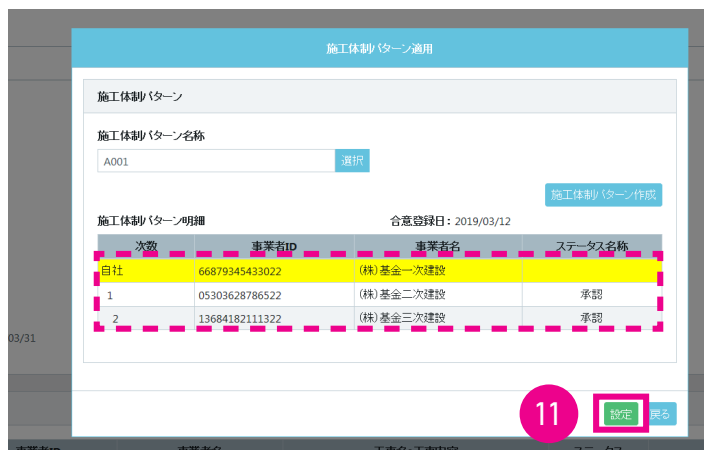 施工体制パターン適用
施工体制パターン
施工体制パターン名称
A001 選択
施工体制パターン作成
施工体制パターン明細 合意登録日：2019/03/12
次数 事業者ID 事業者名 ステータス名称
自社 66879345433022 (株)基金一次建設
1 05303628786522 (株)基金二次建設 承認
2 13684182111322 (株)基金三次建設 承認
03/31
11 設定 戻る